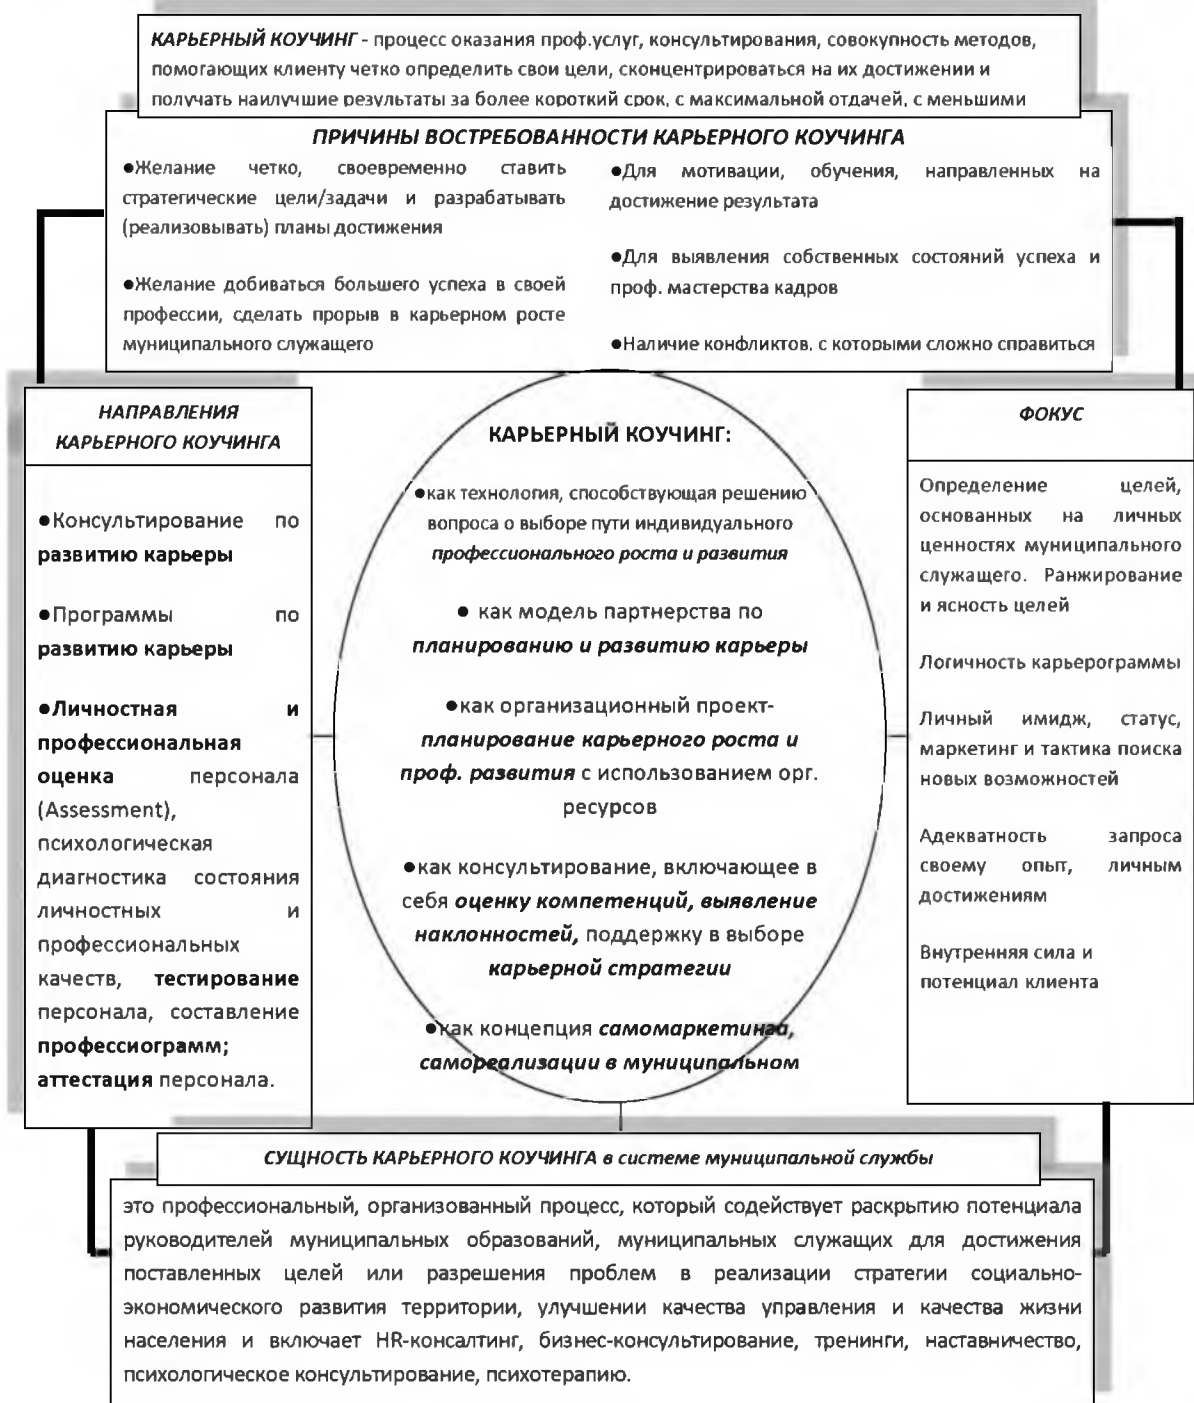 КАРЬЕРНЫЙ КОУЧИНГ - процесс оказания проф.услуг, консультирования, совокупность методов,
помогающих клиенту четко определить свои цели, сконцентрироваться на их достижении и
получать наилучшие результаты за более короткий срок, с максимальной отдачей, с меньшими
ПРИЧИНЫ ВОСТРЕБОВАННОСТИ КАРЬЕРНОГО КОУЧИНГА
●Желание четко, своевременно ставить
стратегические цели/задачи и разрабатывать
(реализовывать) планы достижения
●Желание добиваться большего успеха в своей
профессии, сделать прорыв в карьерном росте
муниципального служащего
●Для мотивации, обучения, направленных на
достижение результата
●Для выявления собственных состояний успеха и
проф. мастерства кадров
●Наличие конфликтов, с которыми сложно справиться
НАПРАВЛЕНИЯ
КАРЬЕРНОГО КОУЧИНГА
●Консультирование по
развитию карьеры
●Программы по
развитию карьеры
●Личностная и
профессиональная
оценка персонала
(Assessment),
психологическая
диагностика состояния
личностных и
профессиональных
качеств, тестирование
персонала, составление
профессиограмм;
аттестация персонала.
КАРЬЕРНЫЙ КОУЧИНГ:
●как технология, способствующая решению
вопроса о выборе пути индивидуального
профессионального роста и развития
● как модель партнерства по
планированию и развитию карьеры
●как организационный проект-
планирование карьерного роста и
проф. развития с использованием орг.
ресурсов
●как консультирование, включающее в
себя оценку компетенций, выявление
наклонностей, поддержку в выборе
карьерной стратегии
●как концепция самомаркетинга,
самореализации в муниципальном
ФОКУС
Определение целей,
основанных на личных
ценностях муниципального
служащего. Ранжирование
и ясность целей
Логичность карьерограммы
Личный имидж, статус,
маркетинг и тактика поиска
новых возможностей
Адекватность запроса
своему опыт, личным
достижениям
Внутренняя сила и
потенциал клиента
СУЩНОСТЬ КАРЬЕРНОГО КОУЧИНГА в системе муниципальной службы
это профессиональный, организованный процесс, который содействует раскрытию потенциала
руководителей муниципальных образований, муниципальных служащих для достижения
поставленных целей или разрешения проблем в реализации стратегии социально-
экономического развития территории, улучшении качества управления и качества жизни
населения и включает HR-консалтинг, бизнес-консультирование, тренинги, наставничество,
психологическое консультирование, психотерапию.